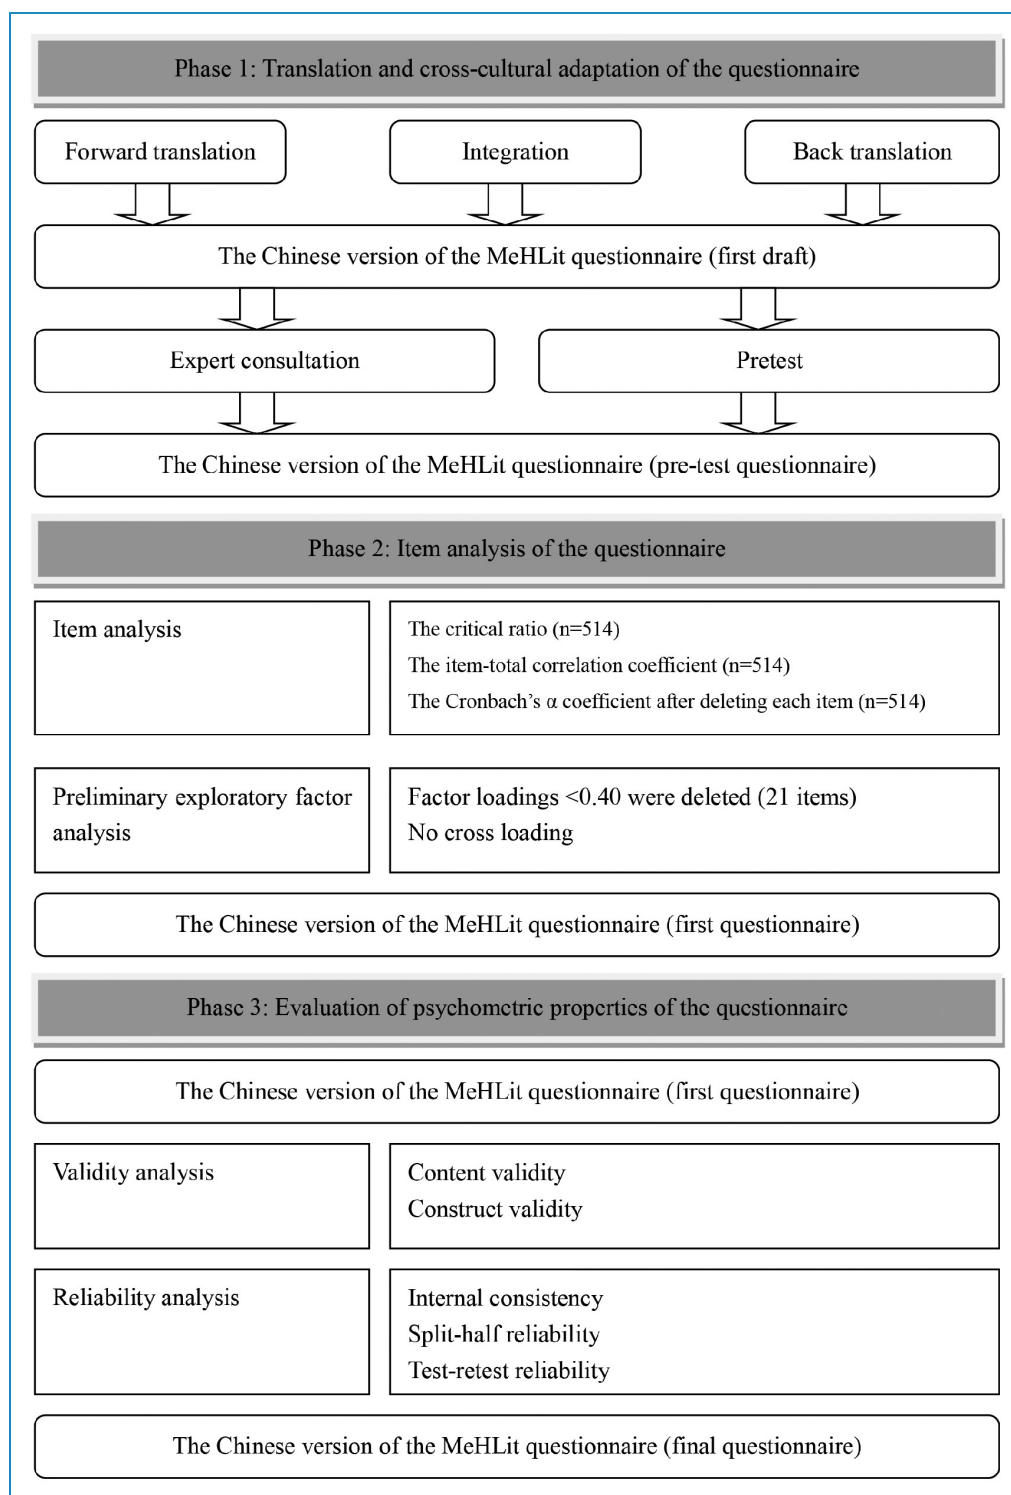 Phase 1: Translation and cross-cultural adaptation of the questionnaire
Forward translation
Integration
Back translation
The Chinese version of the MeHLit questionnaire (first draft)
Expert consultation
Pretest
The Chinese version of the MeHLit questionnaire (pre-test questionnaire)
Phase 2: Item analysis of the questionnaire
Item analysis
The critical ratio (n=514)
The item-total correlation coefficient (n=514)
The Cronbach's α coefficient after deleting each item (n=514)
Preliminary exploratory factor
analysis
Factor loadings <0.40 were deleted (21 items)
No cross loading
The Chinese version of the MeHLit questionnaire (first questionnaire)
Phase 3: Evaluation of psychometric properties of the questionnaire
The Chinese version of the MeHLit questionnaire (first questionnaire)
Validity analysis
Content validity
Construct validity
Reliability analysis
Internal consistency
Split-half reliability
Test-retest reliability
The Chinese version of the MeHLit questionnaire (final questionnaire)